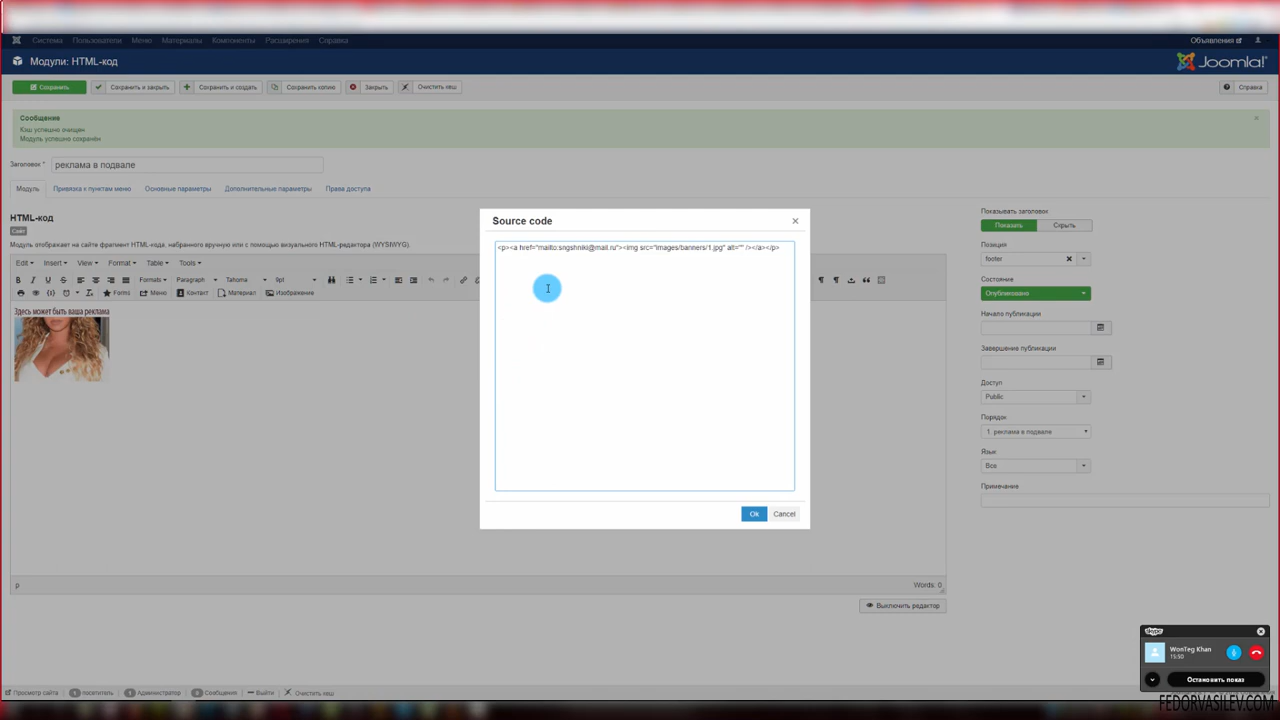 Система Пользователи Меню Материалы Компоненты Расширения Справка
Объявления
Модули: HTML-код
Joomla!
Сохранить
Сохранить и закрыть
Сохранить и создать
Сохранить копию
Закрыть
Очистить кеш
Справка
Сообщение
Кэш успешно очищен
Модуль успешно сохранён
Заголовок *
реклама в подвале
Модуль
Привязка к пунктам меню
Основные параметры
Дополнительные параметры
Права доступа
HTML-код
Сайт
Модуль отображает на сайте фрагмент HTML-кода, набранного вручную или с помощью визуального HTML-редактора (WYSIWYG).
Edit Insert View Format Table Tools
B I U S Formats Paragraph Tahoma 9pt
Forms Меню Контакт Материал Изображение
Здесь может быть ваша реклама
p
Words: 0
Выключить редактор
Source code
<p><a href="mailto:sngshniki@mail.ru"><img src="images/banners/1.jpg" alt="" /></a></p>
Ok
Cancel
Показывать заголовок
Показать
Скрыть
Позиция
footer
Состояние
Опубликовано
Начало публикации
Завершение публикации
Доступ
Public
Порядок
1. реклама в подвале
Язык
Все
Примечание
skype
WonTeg Khan
15:50
Остановить показ
Просмотр сайта
1 посетитель
1 Администратор
Сообщения
Выйти
Очистить кеш
FEDORVASILEV.COM